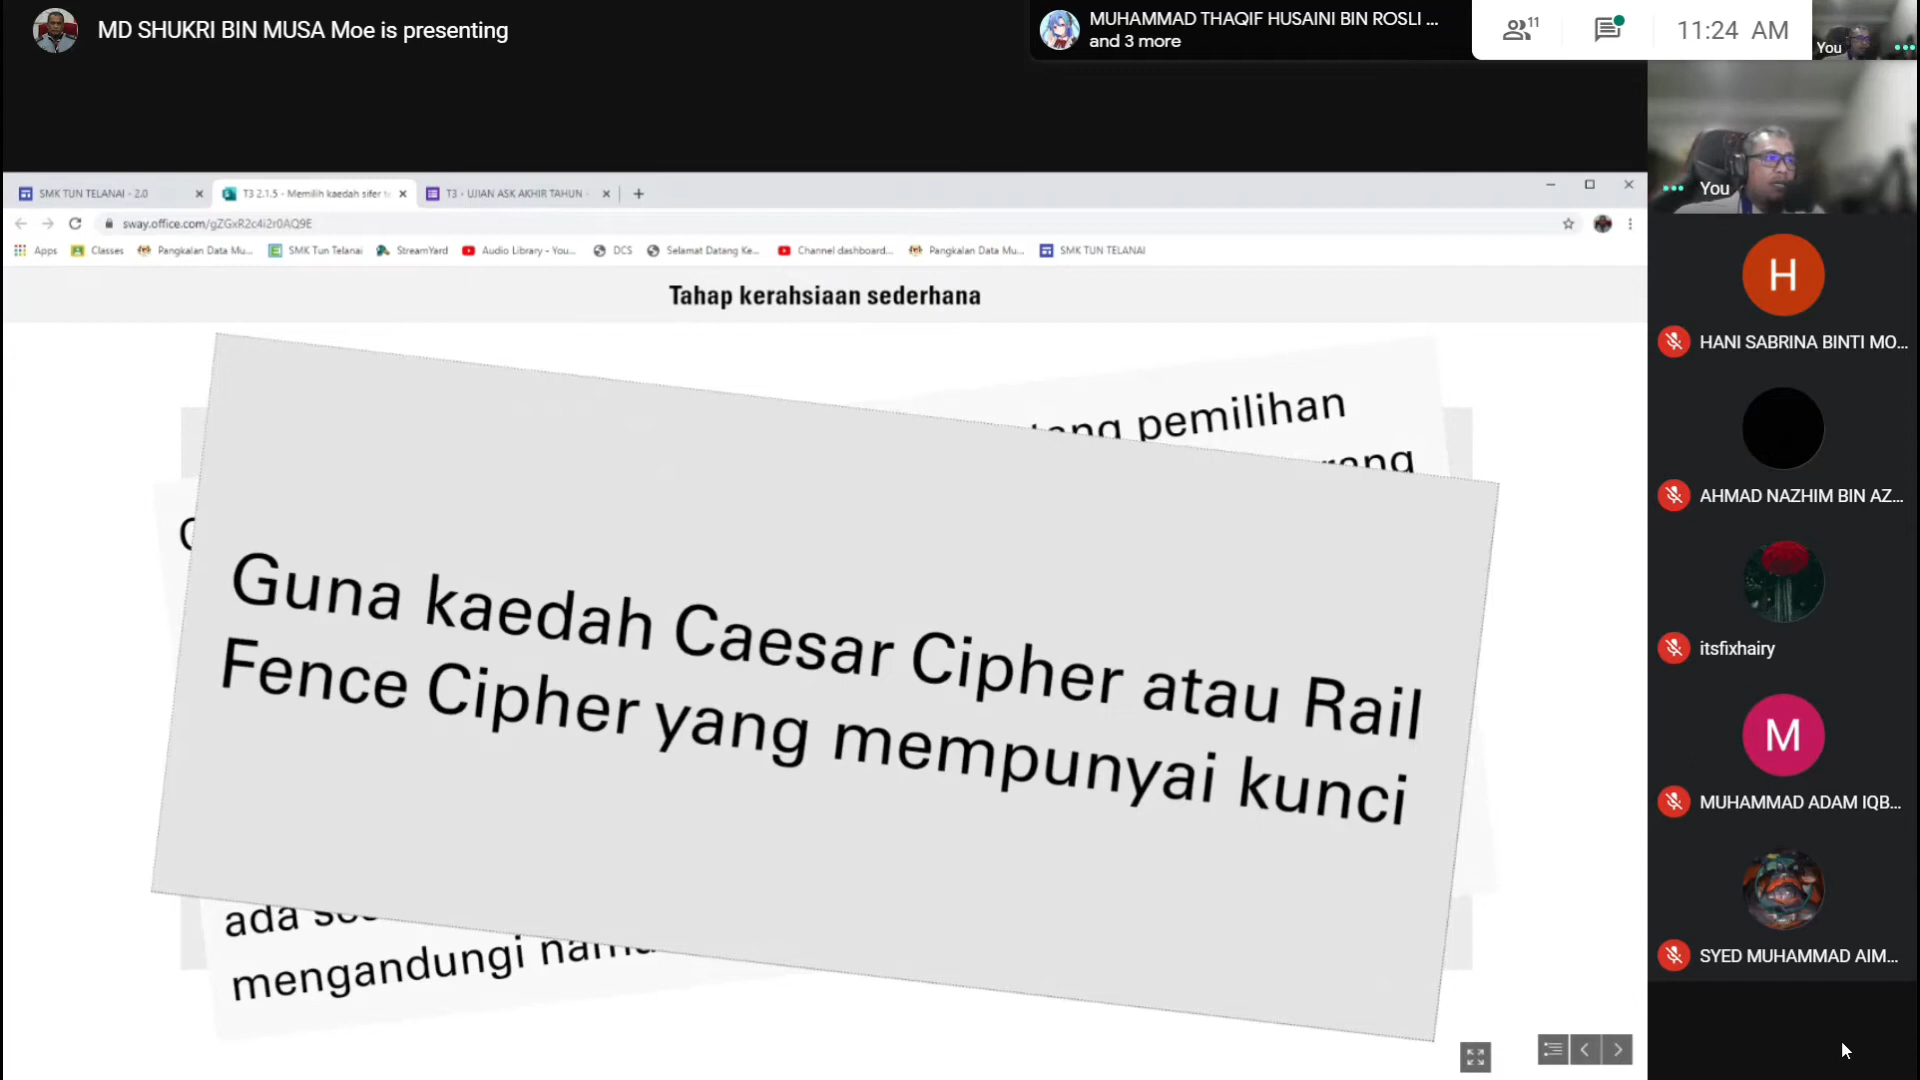 MD SHUKRI BIN MUSA Moe is presenting
MUHAMMAD THAQIF HUSAINI BIN ROSLI ...
and 3 more
11
11:24 AM
You
SMK TUN TELANAI - 2.0
T3 2.1.5 - Memilih kaedah sifer
T3 - UJIAN ASK AKHIR TAHUN -
sway.office.com/gZGxR2c4i2r0AQ9E
Apps Classes Pangkalan Data Mu... SMK Tun Telanai StreamYard Audio Library - You... DCS Selamat Datang Ke... Channel dashboard... Pangkalan Data Mu... SMK TUN TELANAI
Tahap kerahsiaan sederhana
pemilihan
Guna kaedah Caesar Cipher atau Rail
Fence Cipher yang mempunyai kunci
ada
mengandungi
You
H
HANI SABRINA BINTI MO...
AHMAD NAZHIM BIN AZ...
itsfixhairy
M
MUHAMMAD ADAM IQB...
SYED MUHAMMAD AIM...